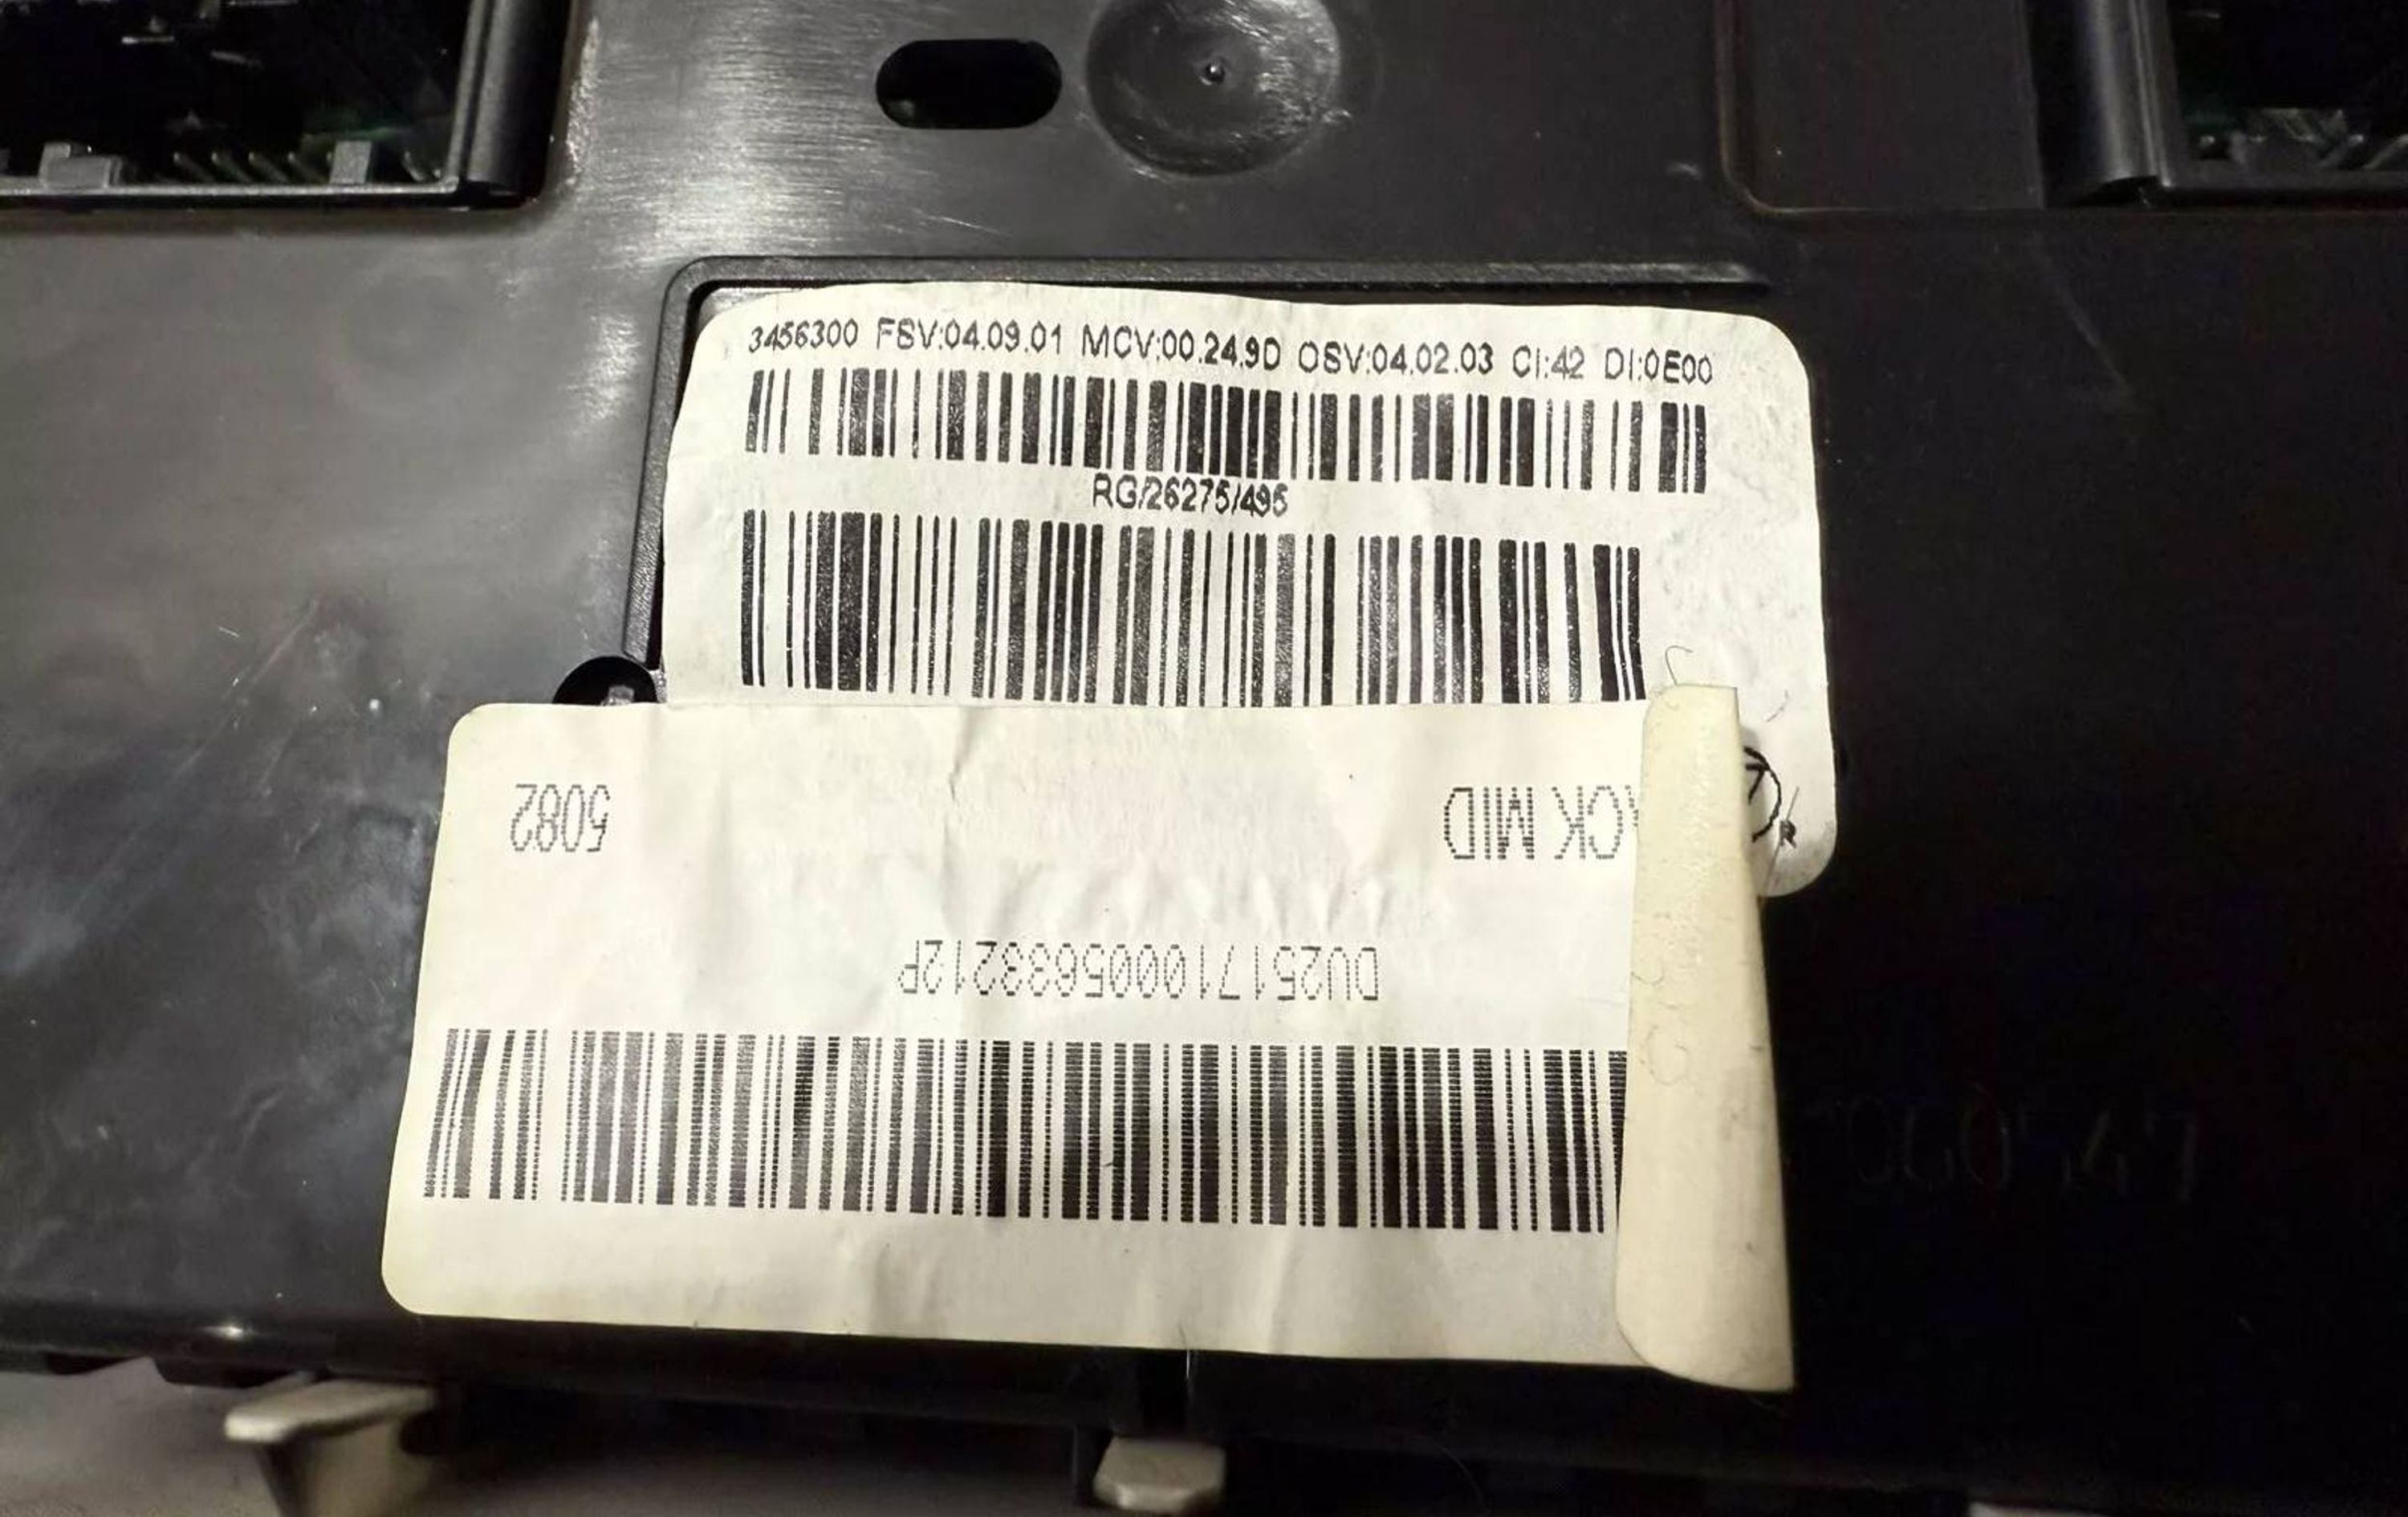 3456300 FSV:04.09.01 MCV:00.24.9D OSV:04.02.03 CI:42 DI:0E00
RG/26275/495
CK MID 5082
DU251710005633212P
R